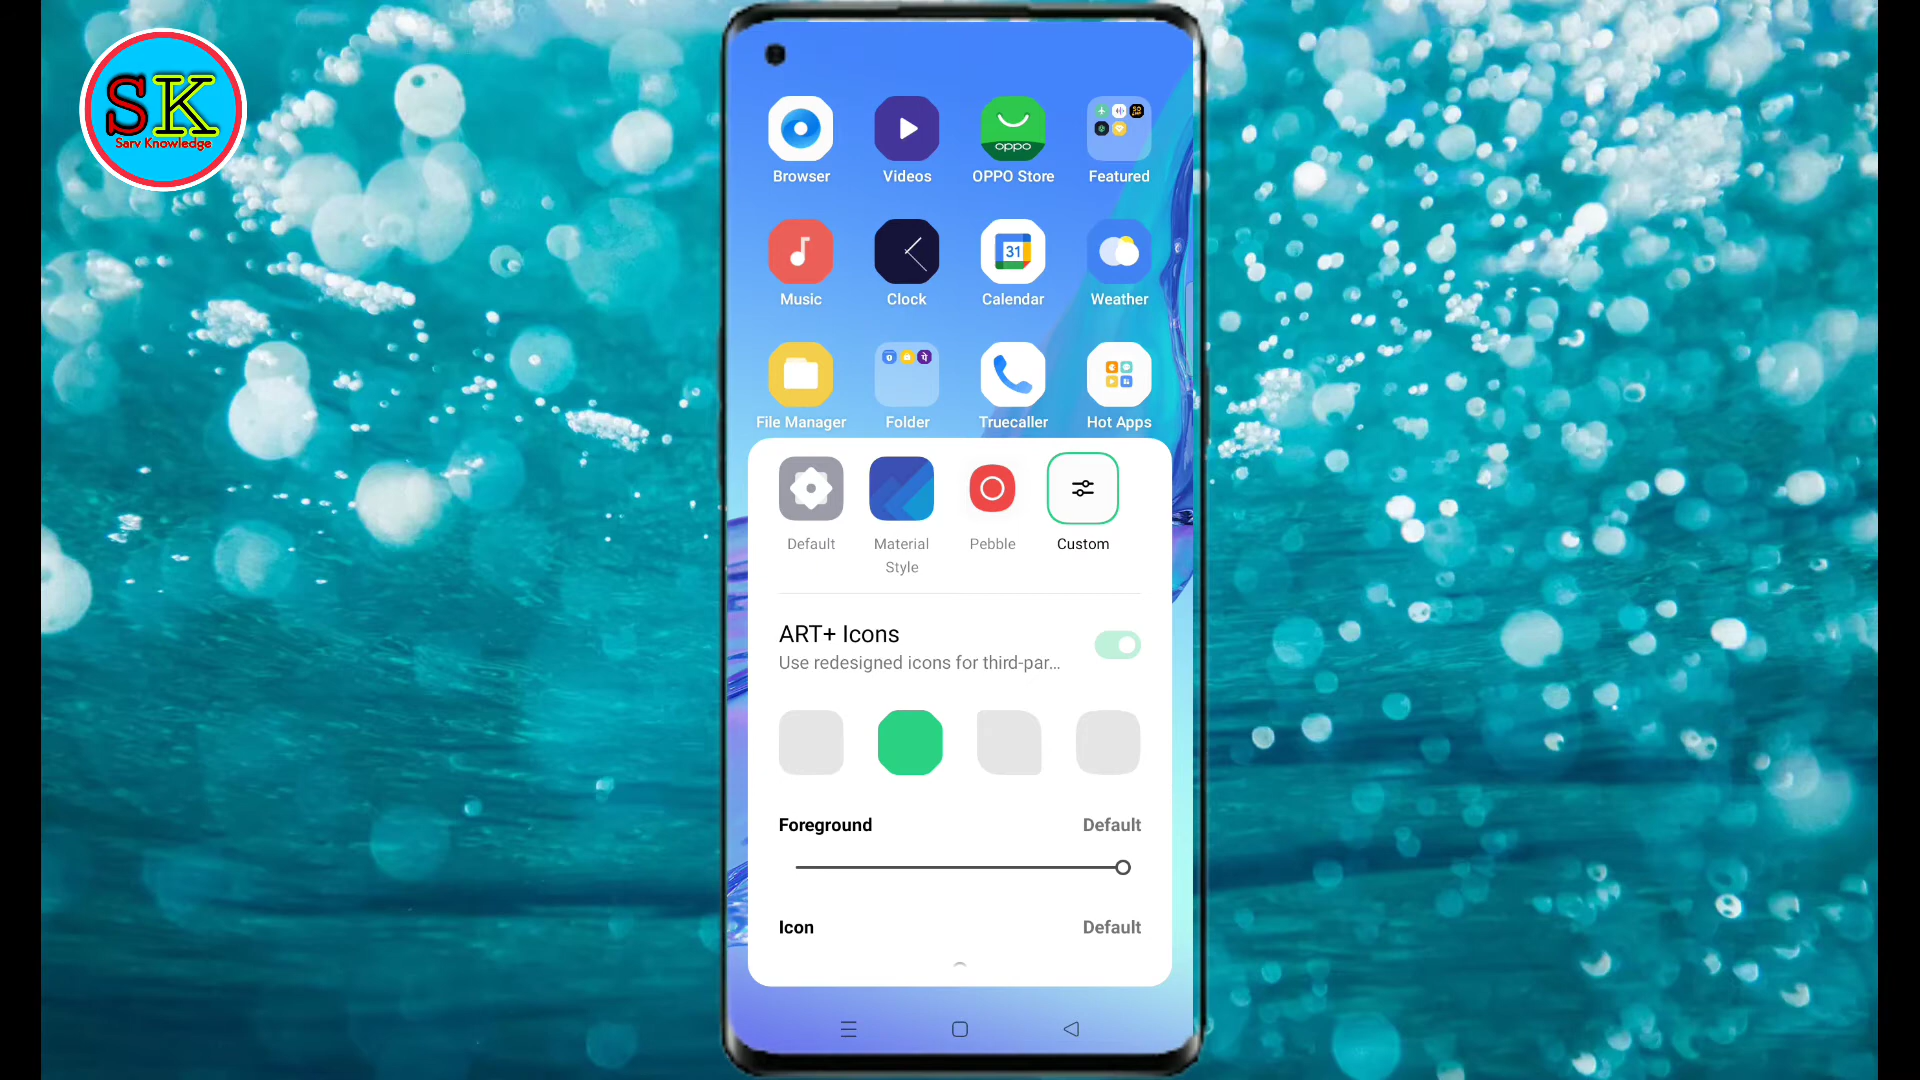 SK
Sarv Knowledge
oppo
Browser Videos OPPO Store Featured
31
Music Clock Calendar Weather
File Manager Folder Truecaller Hot Apps
Default Material Style Pebble Custom
ART+ Icons
Use redesigned icons for third-par...
Foreground Default
Icon Default